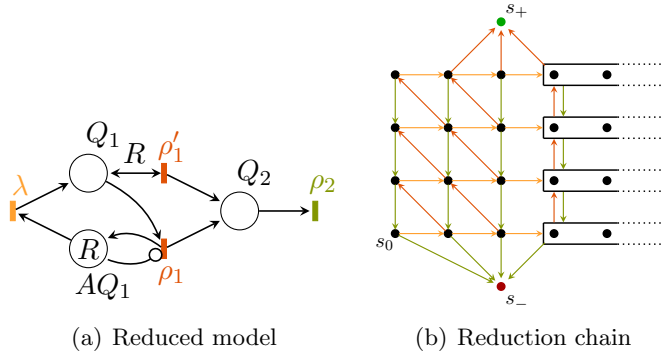 s₊
Q₁
R
ρ′₁
Q₂
λ
ρ₂
R
ρ₁
AQ₁
s₀
s₋
(a) Reduced model
(b) Reduction chain